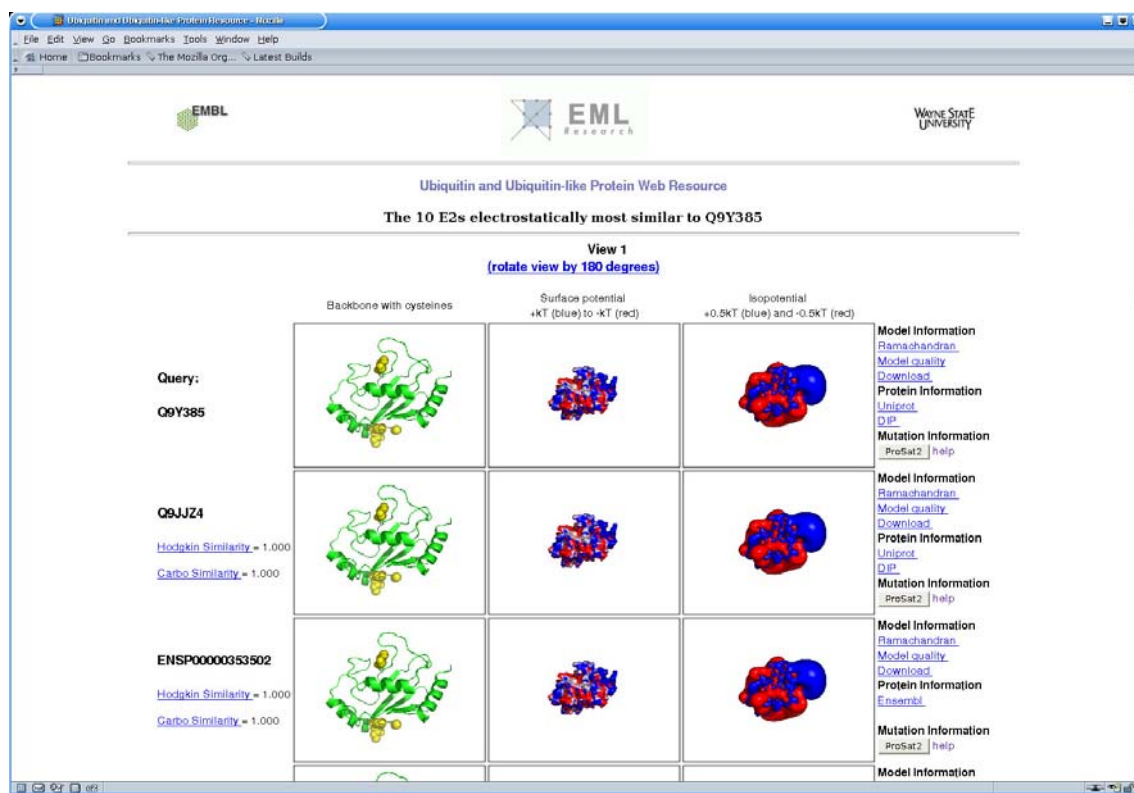 Ubiquitin and Ubiquitin-like Protein Resource - Mozilla
File Edit View Go Bookmarks Tools Window Help
Home Bookmarks The Mozilla Org... Latest Builds
EMBL
EML
Research
WAYNE STATE
UNIVERSITY
Ubiquitin and Ubiquitin-like Protein Web Resource
The 10 E2s electrostatically most similar to Q9Y385
View 1
(rotate view by 180 degrees)
Backbone with cysteines
Surface potential
+kT (blue) to -kT (red)
Isopotential
+0.5kT (blue) and -0.5kT (red)
Query:
Q9Y385
Model Information
Ramachandran
Model quality
Download
Protein Information
Uniprot
DIP
Mutation Information
ProSat2 help
Q9JJZ4
Hodgkin Similarity = 1.000
Carbo Similarity = 1.000
Model Information
Ramachandran
Model quality
Download
Protein Information
Uniprot
DIP
Mutation Information
ProSat2 help
ENSP00000353502
Hodgkin Similarity = 1.000
Carbo Similarity = 1.000
Model Information
Ramachandran
Model quality
Download
Protein Information
Ensembl
Mutation Information
ProSat2 help
Model Information